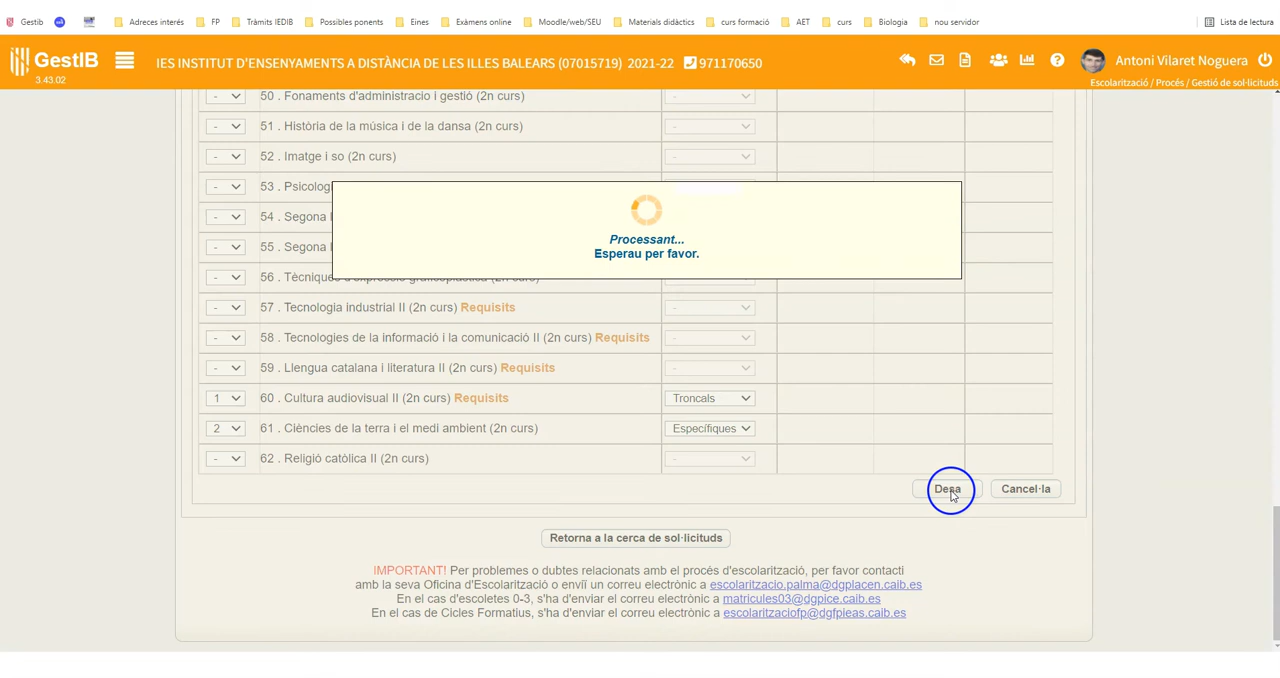 Gestib Adreces interés FP Tràmits IEDIB Possibles ponents Eines Exàmens online Moodle/web/SEU Materials didàctics curs formació AET curs Biologia nou servidor Lista de lectura
GestIB IES INSTITUT D'ENSENYAMENTS A DISTÀNCIA DE LES ILLES BALEARS (07015719) 2021-22 971170650 Antoni Vilaret Noguera
3.43.02 Escolarització / Procés / Gestió de sol·licituds
- 50 . Fonaments d'administracio i gestió (2n curs) -
- 51 . Història de la música i de la dansa (2n curs) -
- 52 . Imatge i so (2n curs) -
- 53 . Psicolog
- 54 . Segona
- 55 . Segona
Processant...
Esperau per favor.
- 56 . Tècniques d'expressió graficoplàstica (2n curs) -
- 57 . Tecnologia industrial II (2n curs) Requisits -
- 58 . Tecnologies de la informació i la comunicació II (2n curs) Requisits -
- 59 . Llengua catalana i literatura II (2n curs) Requisits -
1 60 . Cultura audiovisual II (2n curs) Requisits Troncals
2 61 . Ciències de la terra i el medi ambient (2n curs) Específiques
- 62 . Religió catòlica II (2n curs) -
Desa Cancel·la
Retorna a la cerca de sol·licituds
IMPORTANT! Per problemes o dubtes relacionats amb el procés d'escolarització, per favor contacti
amb la seva Oficina d'Escolarització o enviï un correu electrònic a escolaritzacio.palma@dgplacen.caib.es
En el cas d'escoletes 0-3, s'ha d'enviar el correu electrònic a matricules03@dgpice.caib.es
En el cas de Cicles Formatius, s'ha d'enviar el correu electrònic a escolaritzaciofp@dgfpieas.caib.es